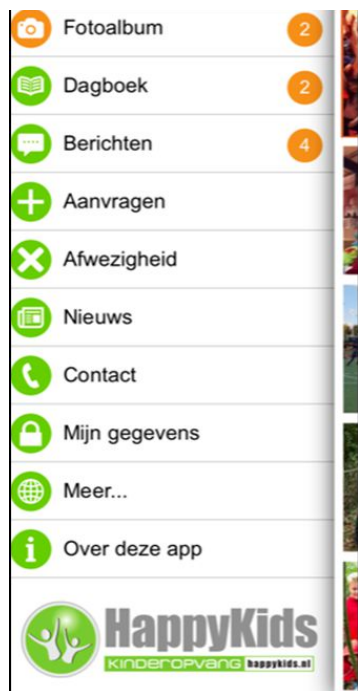 Fotoalbum 2
Dagboek 2
Berichten 4
Aanvragen
Afwezigheid
Nieuws
Contact
Mijn gegevens
Meer...
Over deze app
HappyKids
KINDEROPVANG happykids.nl